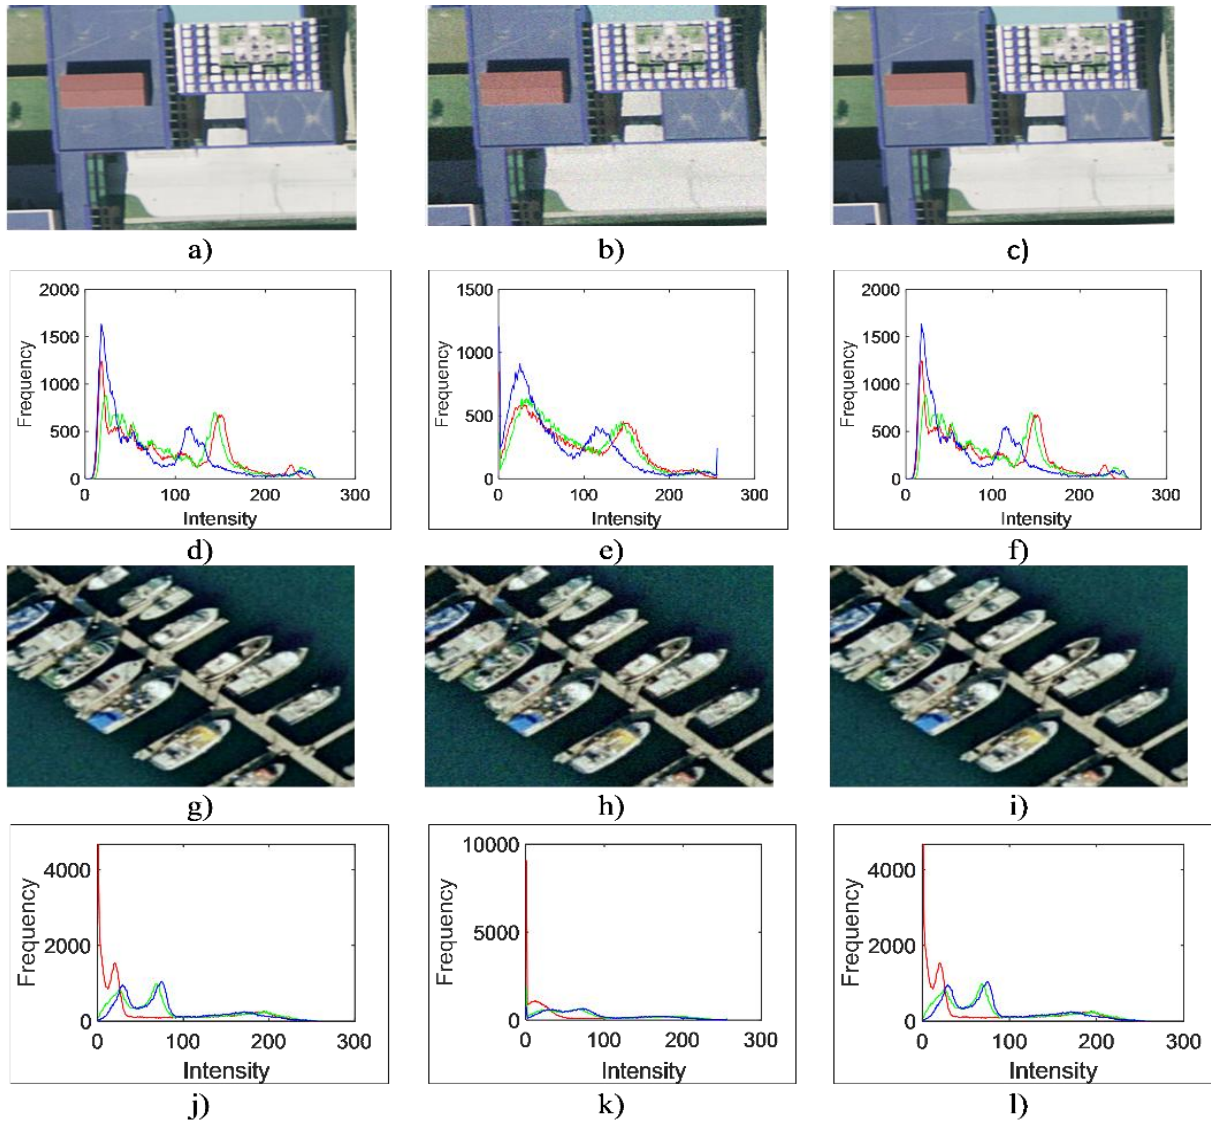 a) b) c)
2000 1500 2000
1500 1000 1500
1000 500 1000
500 0 500
0 0
0 100 200 300 0 100 200 300 0 100 200 300
Frequency Frequency Frequency
Intensity Intensity Intensity
d) e) f)
g) h) i)
4000 10000 4000
2000 5000 2000
0 0 0
0 100 200 300 0 100 200 300 0 100 200 300
Frequency Frequency Frequency
Intensity Intensity Intensity
j) k) l)